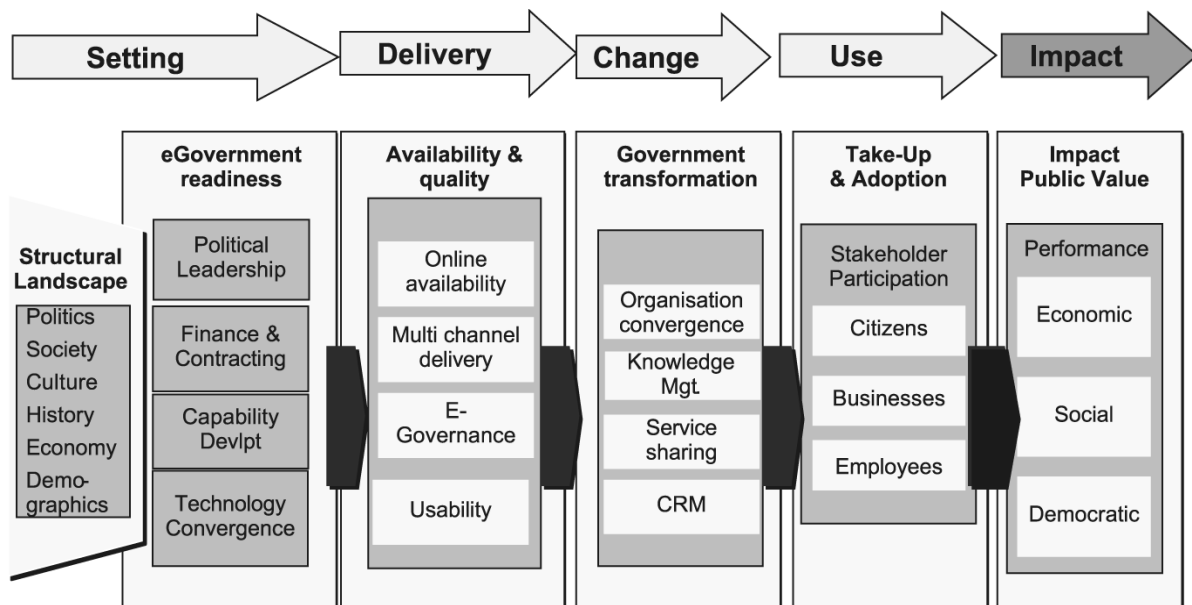 Setting
Delivery
Change
Use
Impact
Structural
Landscape
Politics
Society
Culture
History
Economy
Demo-
graphics
eGovernment
readiness
Political
Leadership
Finance &
Contracting
Capability
Devlpt
Technology
Convergence
Availability &
quality
Online
availability
Multi channel
delivery
E-
Governance
Usability
Government
transformation
Organisation
convergence
Knowledge
Mgt.
Service
sharing
CRM
Take-Up
& Adoption
Stakeholder
Participation
Citizens
Businesses
Employees
Impact
Public Value
Performance
Economic
Social
Democratic